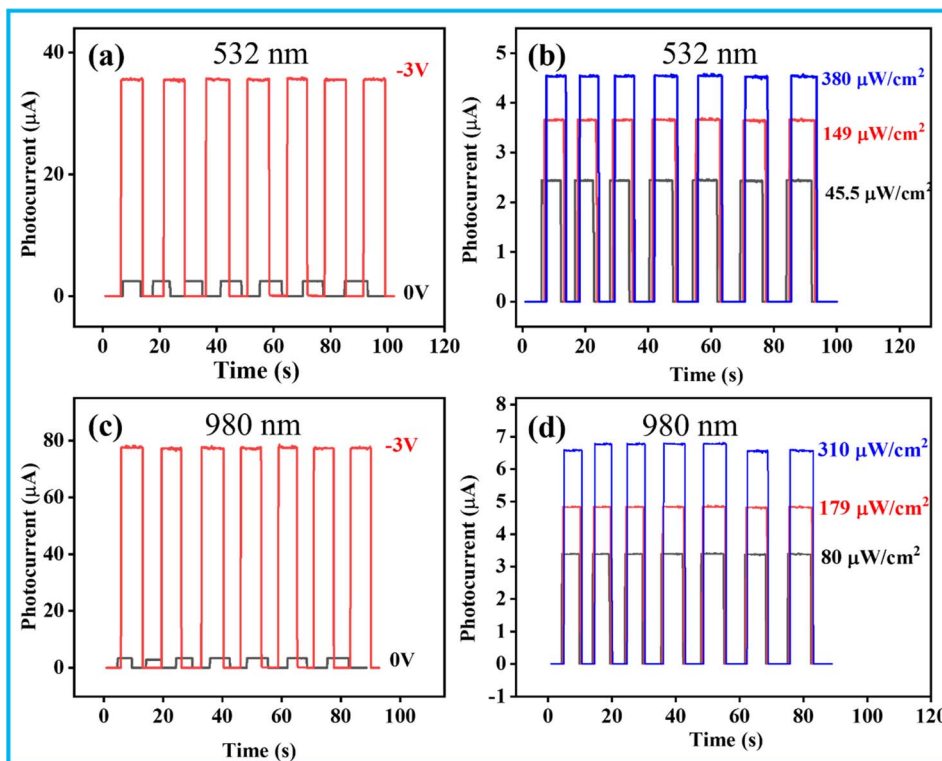 (a)
532 nm
-3V
0V
40
20
0
Photocurrent (μA)
0 20 40 60 80 100 120
Time (s)
(b)
532 nm
380 μW/cm²
149 μW/cm²
45.5 μW/cm²
5
4
3
2
1
0
Photocurrent (μA)
0 20 40 60 80 100 120
Time (s)
(c)
980 nm
-3V
0V
80
60
40
20
0
Photocurrent (μA)
0 20 40 60 80 100
Time (s)
(d)
980 nm
310 μW/cm²
179 μW/cm²
80 μW/cm²
8
7
6
5
4
3
2
1
0
-1
Photocurrent (μA)
0 20 40 60 80 100 120
Time (s)